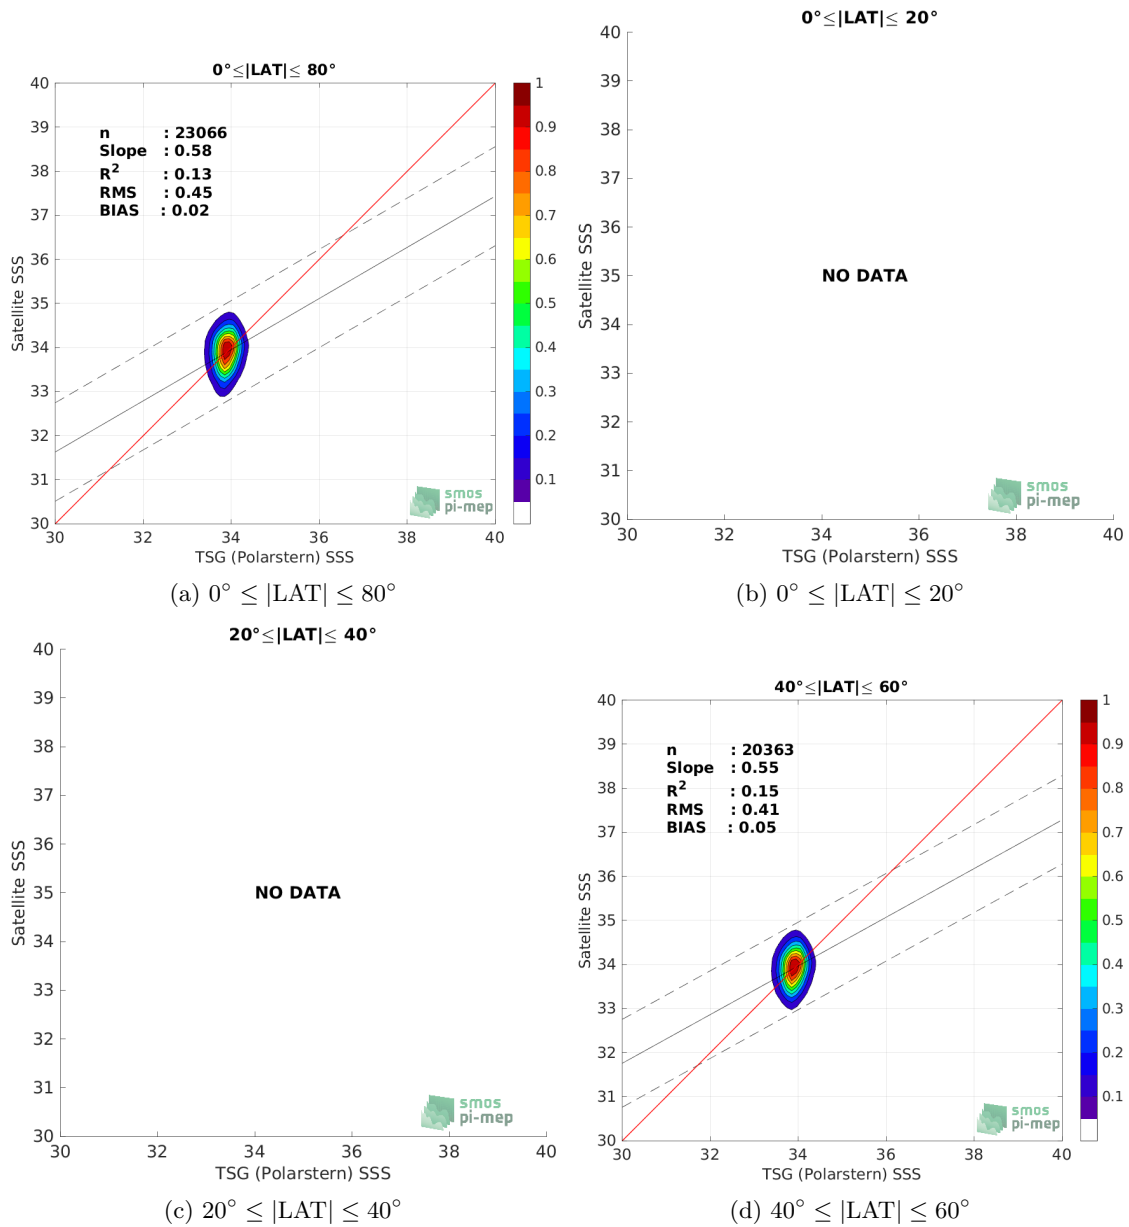 0°≤|LAT|≤ 80°
40
39
38
37
36
35
34
33
32
31
30
Satellite SSS
n : 23066
Slope : 0.58
R² : 0.13
RMS : 0.45
BIAS : 0.02
1
0.9
0.8
0.7
0.6
0.5
0.4
0.3
0.2
0.1
smos
pi-mep
30 32 34 36 38 40
TSG (Polarstern) SSS
(a) 0° ≤ |LAT| ≤ 80°
0°≤|LAT|≤ 20°
40
39
38
37
36
35
34
33
32
31
30
Satellite SSS
NO DATA
smos
pi-mep
30 32 34 36 38 40
TSG (Polarstern) SSS
(b) 0° ≤ |LAT| ≤ 20°
20°≤|LAT|≤ 40°
40
39
38
37
36
35
34
33
32
31
30
Satellite SSS
NO DATA
smos
pi-mep
30 32 34 36 38 40
TSG (Polarstern) SSS
(c) 20° ≤ |LAT| ≤ 40°
40°≤|LAT|≤ 60°
40
39
38
37
36
35
34
33
32
31
30
Satellite SSS
n : 20363
Slope : 0.55
R² : 0.15
RMS : 0.41
BIAS : 0.05
1
0.9
0.8
0.7
0.6
0.5
0.4
0.3
0.2
0.1
smos
pi-mep
30 32 34 36 38 40
TSG (Polarstern) SSS
(d) 40° ≤ |LAT| ≤ 60°